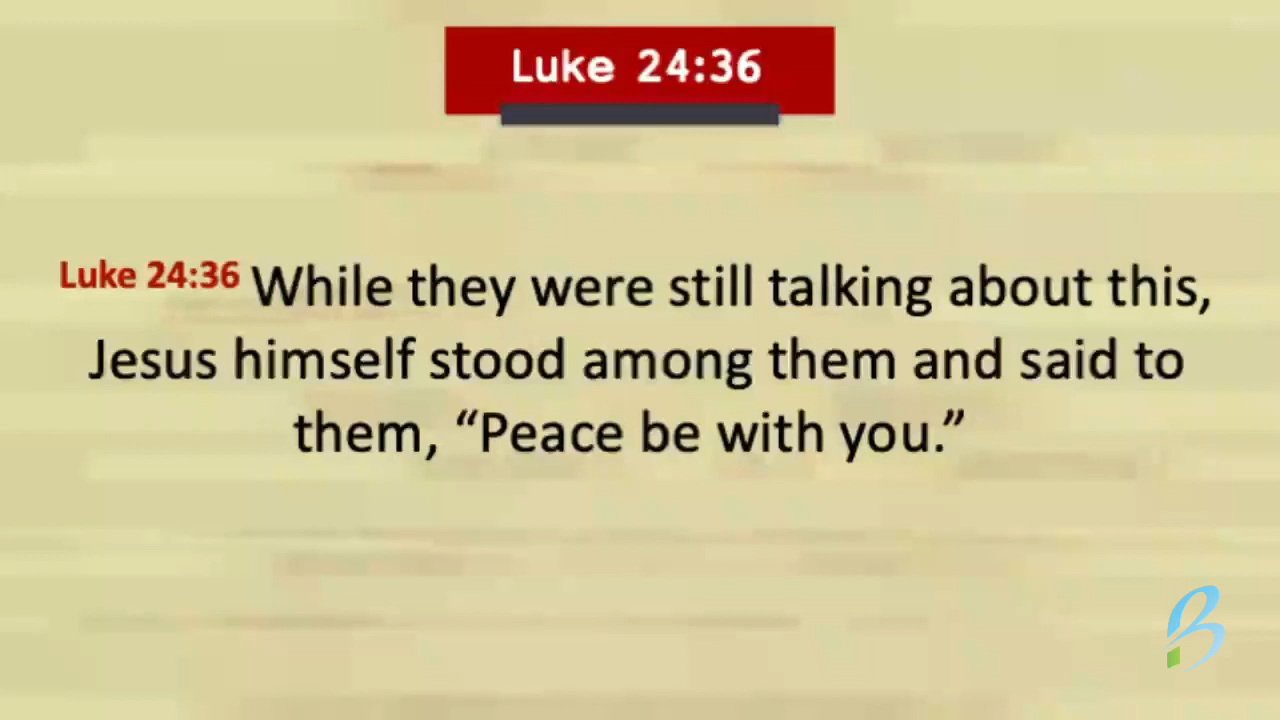 Luke 24:36
Luke 24:36 While they were still talking about this,
Jesus himself stood among them and said to
them, “Peace be with you.”
B